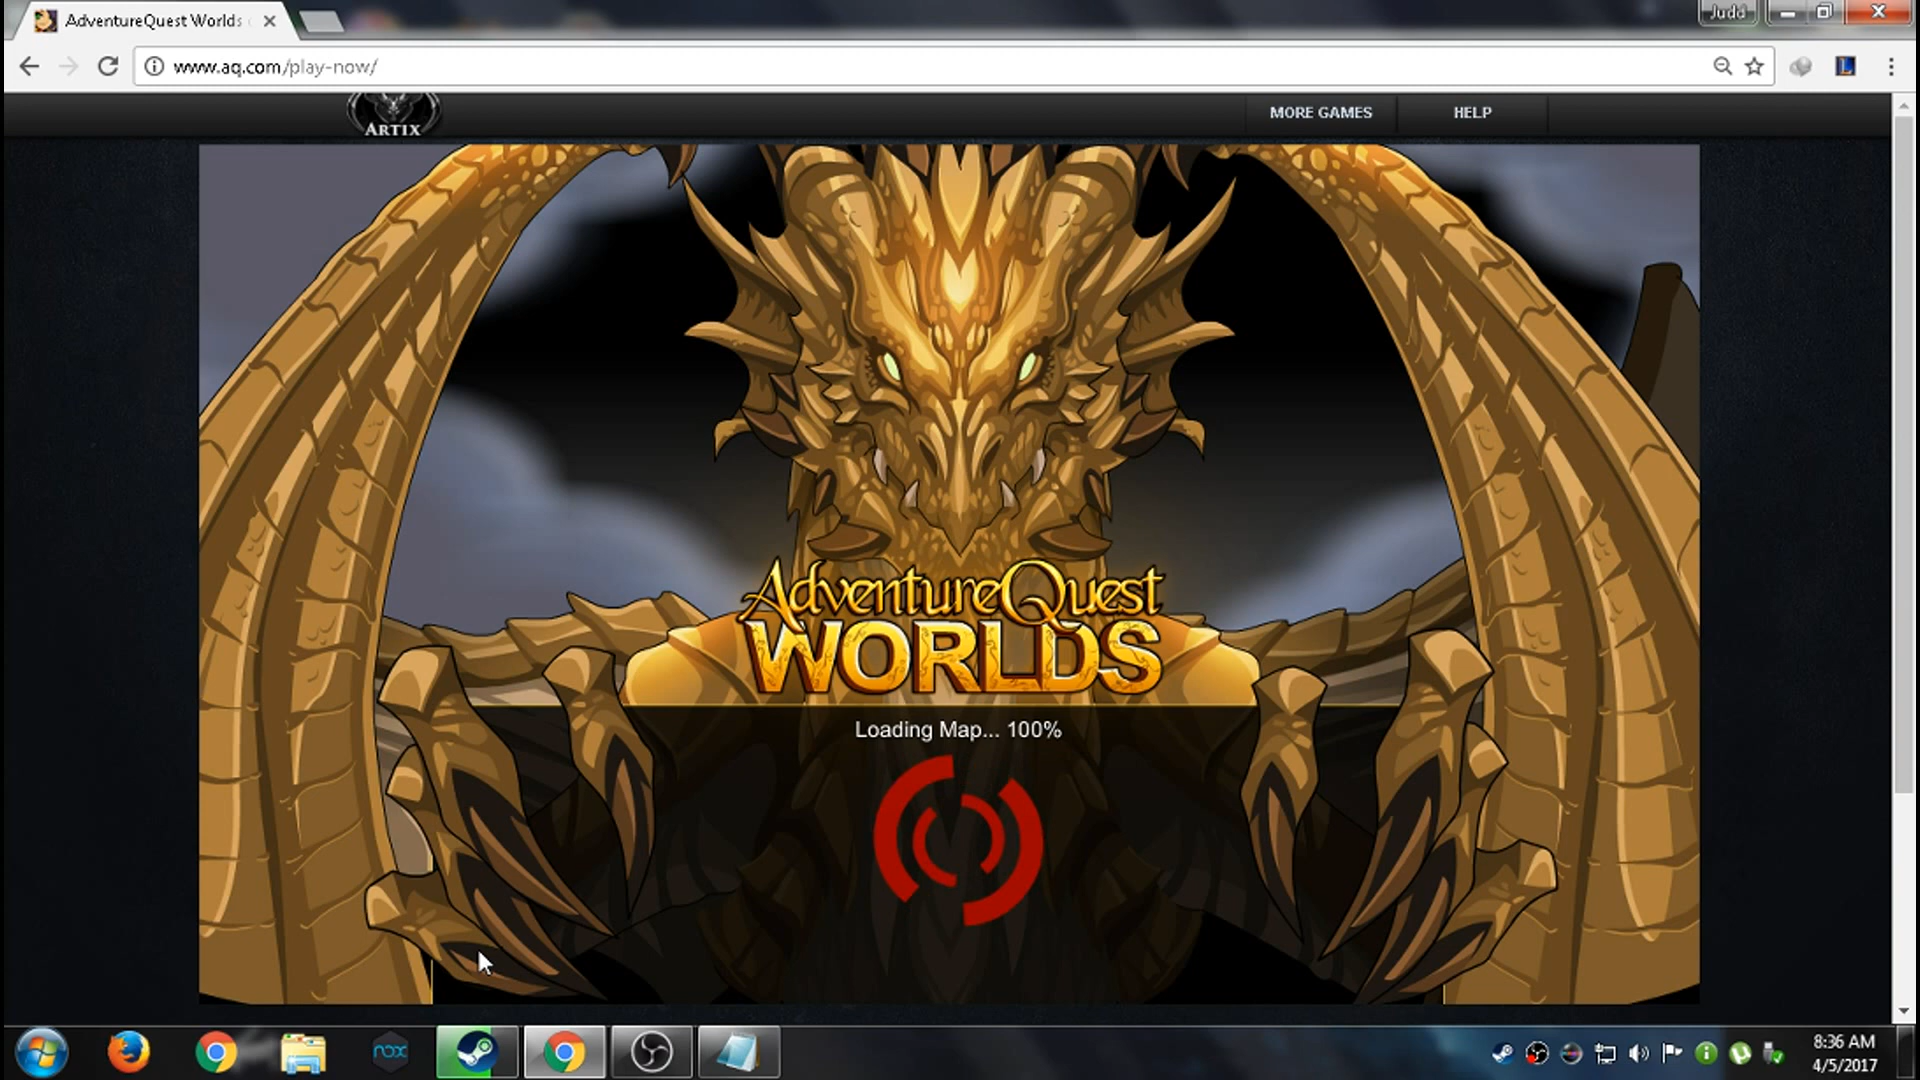 AdventureQuest Worlds
Judd
www.aq.com/play-now/
ARTIX
MORE GAMES
HELP
AdventureQuest
WORLDS
Loading Map... 100%
nox
8:36 AM
4/5/2017